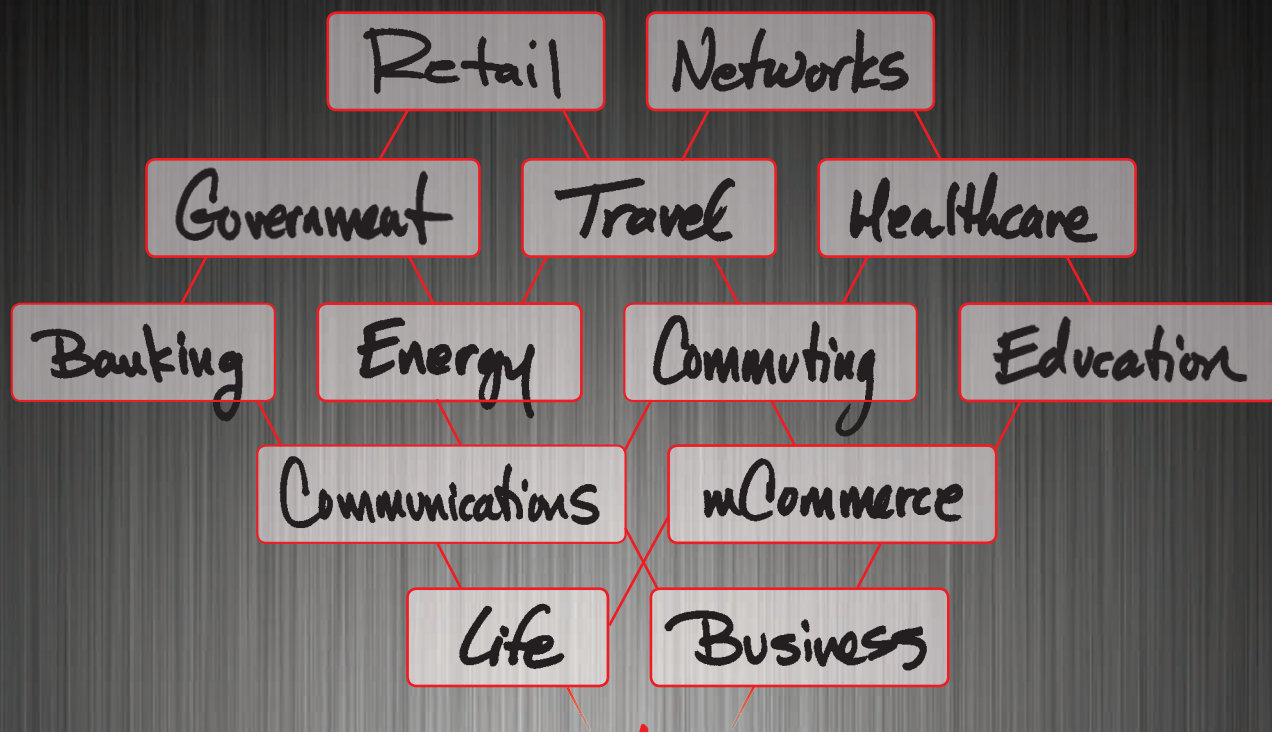 Retail Networks
Government Travel Healthcare
Banking Energy Commuting Education
Communications mCommerce
Life Business